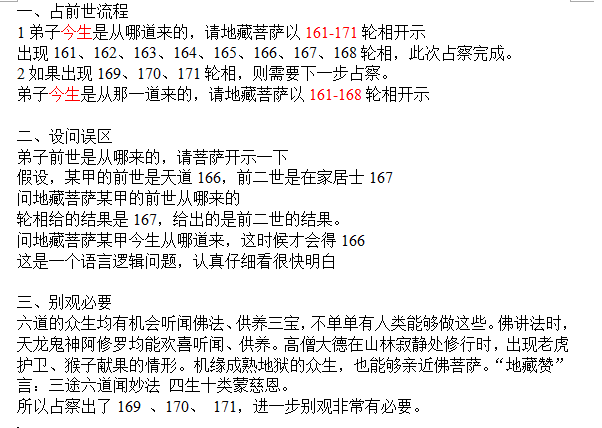 一、占前世流程
1 弟子今生是从哪道来的，请地藏菩萨以 161-171 轮相开示
出现 161、162、163、164、165、166、167、168 轮相，此次占察完成。
2 如果出现 169、170、171 轮相，则需要下一步占察。
弟子今生是从那一道来的，请地藏菩萨以 161-168 轮相开示
二、设问误区
弟子前世是从哪来的，请菩萨开示一下
假设，某甲的前世是天道 166，前二世是在家居士 167
问地藏菩萨某甲的前世从哪来的
轮相给的结果是 167，给出的是前二世的结果。
问地藏菩萨某甲今生从哪道来，这时候才会得 166
这是一个语言逻辑问题，认真仔细看很快明白
三、别观必要
六道的众生均有机会听闻佛法、供养三宝，不单单有人类能够做这些。佛讲法时，
天龙鬼神阿修罗均能欢喜听闻、供养。高僧大德在山林寂静处修行时，出现老虎
护卫、猴子献果的情形。机缘成熟地狱的众生，也能够亲近佛菩萨。“地藏赞”
言：三途六道闻妙法 四生十类蒙慈恩。
所以占察出了 169 、170、 171，进一步别观非常有必要。